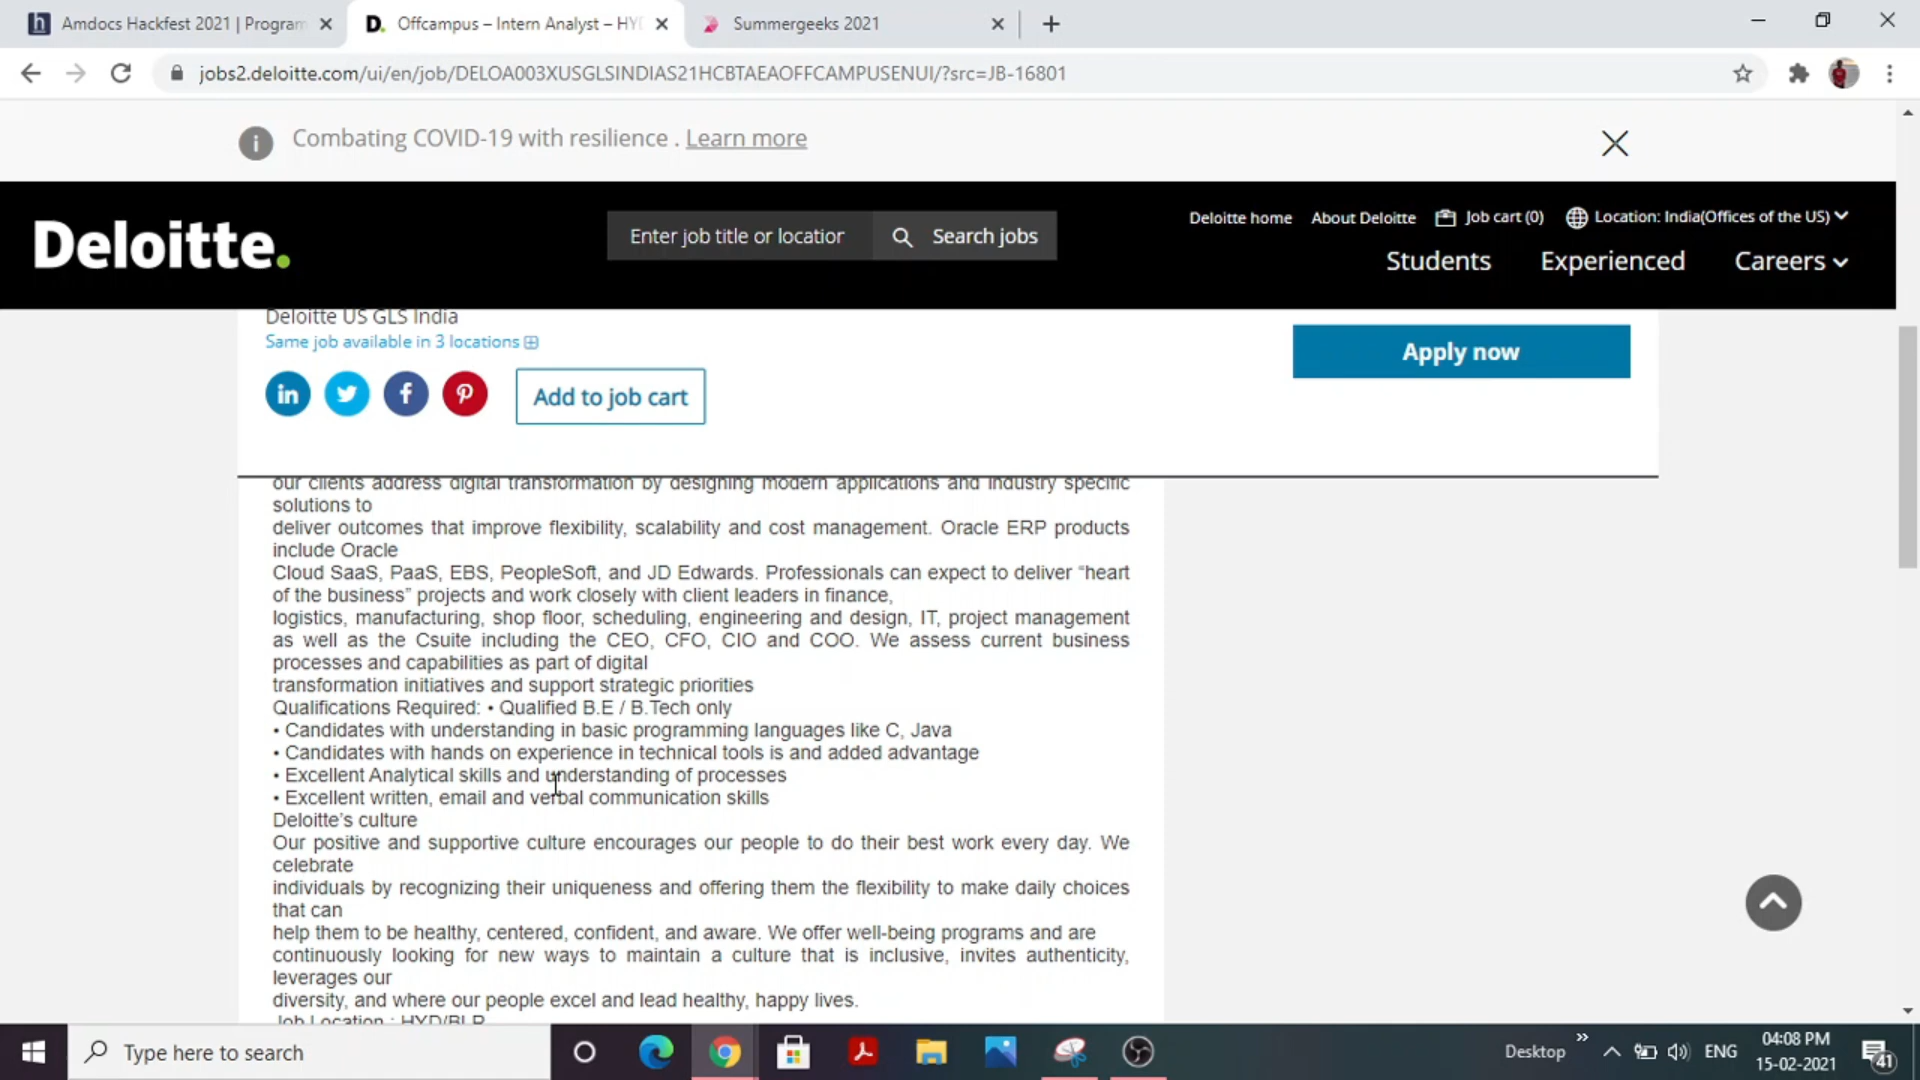 Amdocs Hackfest 2021 | Program
Offcampus – Intern Analyst – HY
Summergeeks 2021
jobs2.deloitte.com/ui/en/job/DELOA003XUSGLSINDIAS21HCBTAEAOFFCAMPUSENUI/?src=JB-16801
Combating COVID-19 with resilience . Learn more
Deloitte.
Enter job title or location
Search jobs
Deloitte home
About Deloitte
Job cart (0)
Location: India(Offices of the US)
Students
Experienced
Careers
Deloitte US GLS India
Same job available in 3 locations
Apply now
Add to job cart
our clients address digital transformation by designing modern applications and industry specific
solutions to
deliver outcomes that improve flexibility, scalability and cost management. Oracle ERP products
include Oracle
Cloud SaaS, PaaS, EBS, PeopleSoft, and JD Edwards. Professionals can expect to deliver “heart
of the business” projects and work closely with client leaders in finance,
logistics, manufacturing, shop floor, scheduling, engineering and design, IT, project management
as well as the Csuite including the CEO, CFO, CIO and COO. We assess current business
processes and capabilities as part of digital
transformation initiatives and support strategic priorities
Qualifications Required: • Qualified B.E / B.Tech only
• Candidates with understanding in basic programming languages like C, Java
• Candidates with hands on experience in technical tools is and added advantage
• Excellent Analytical skills and understanding of processes
• Excellent written, email and verbal communication skills
Deloitte’s culture
Our positive and supportive culture encourages our people to do their best work every day. We
celebrate
individuals by recognizing their uniqueness and offering them the flexibility to make daily choices
that can
help them to be healthy, centered, confident, and aware. We offer well-being programs and are
continuously looking for new ways to maintain a culture that is inclusive, invites authenticity,
leverages our
diversity, and where our people excel and lead healthy, happy lives.
Job Location : HYD/BLR
Type here to search
Desktop
ENG
04:08 PM
15-02-2021
41